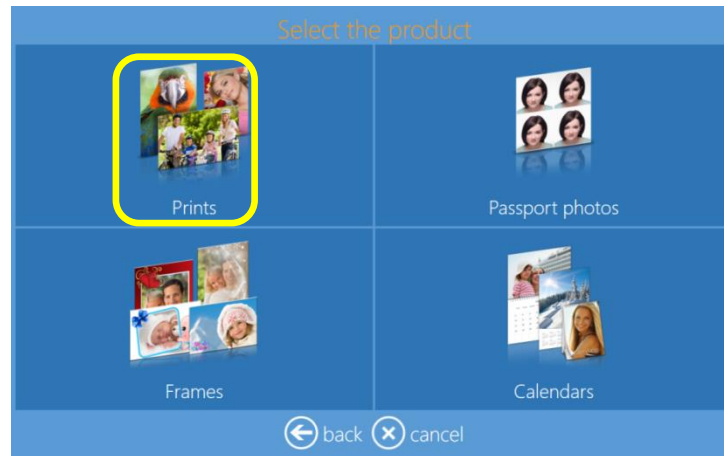 Select the product
Prints
Passport photos
Frames
Calendars
back
cancel